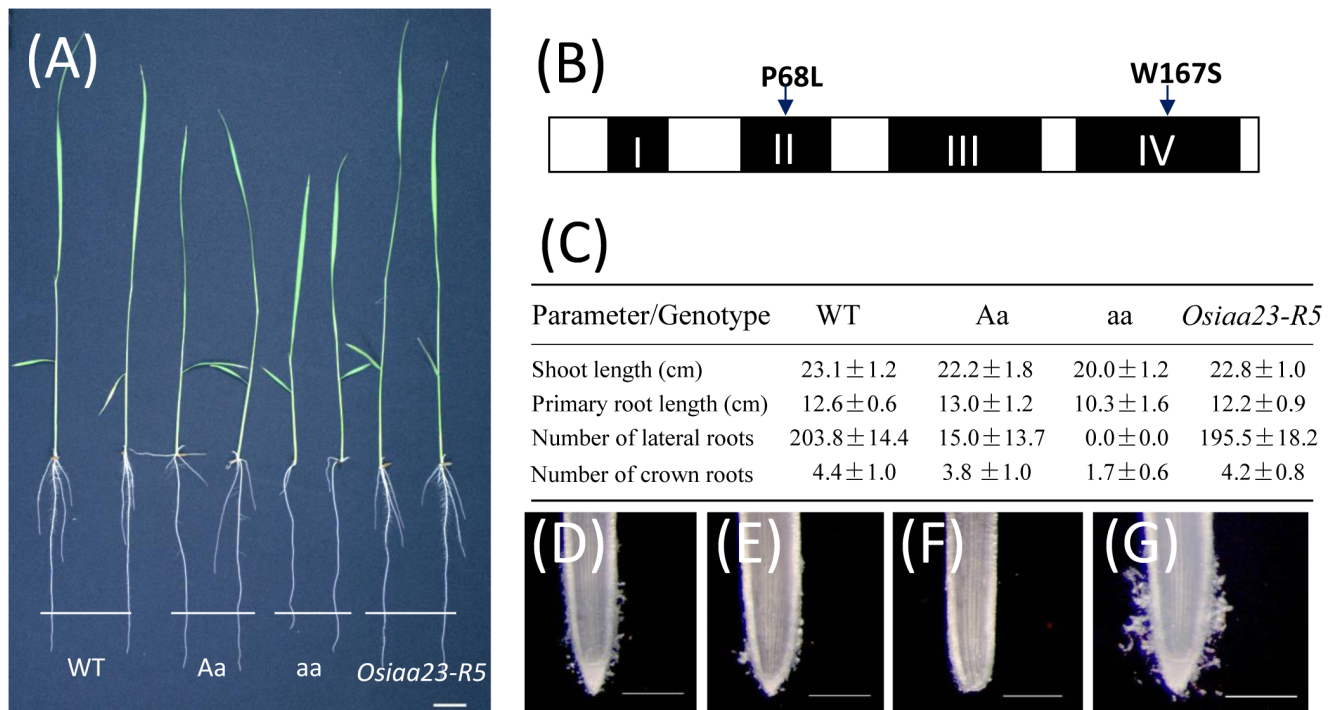 (A)
WT Aa aa Osiaa23-R5
(B)
P68L W167S
I II III IV
(C)
Parameter/Genotype WT Aa aa Osiaa23-R5
Shoot length (cm) 23.1±1.2 22.2±1.8 20.0±1.2 22.8±1.0
Primary root length (cm) 12.6±0.6 13.0±1.2 10.3±1.6 12.2±0.9
Number of lateral roots 203.8±14.4 15.0±13.7 0.0±0.0 195.5±18.2
Number of crown roots 4.4±1.0 3.8 ±1.0 1.7±0.6 4.2±0.8
(D) (E) (F) (G)